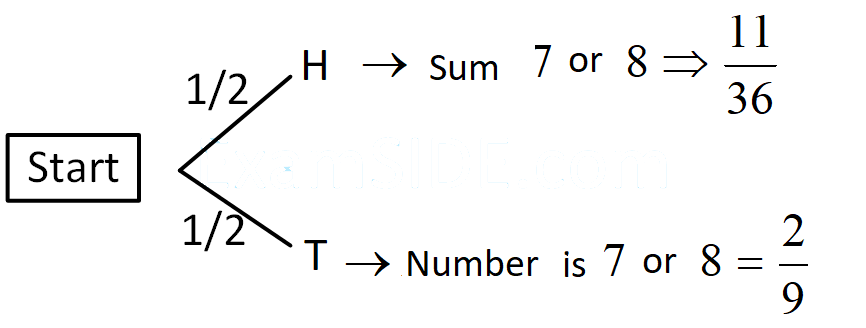 1/2 H → Sum 7 or 8 ⇒ 11/36
Start
1/2 T → Number is 7 or 8 = 2/9